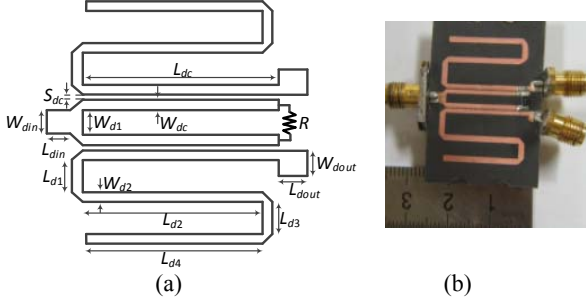 L_dc
S_dc
W_din
W_d1
W_dc
R
L_din
W_dout
L_d1
W_d2
L_dout
L_d2
L_d3
L_d4
3 2 1
(a)
(b)